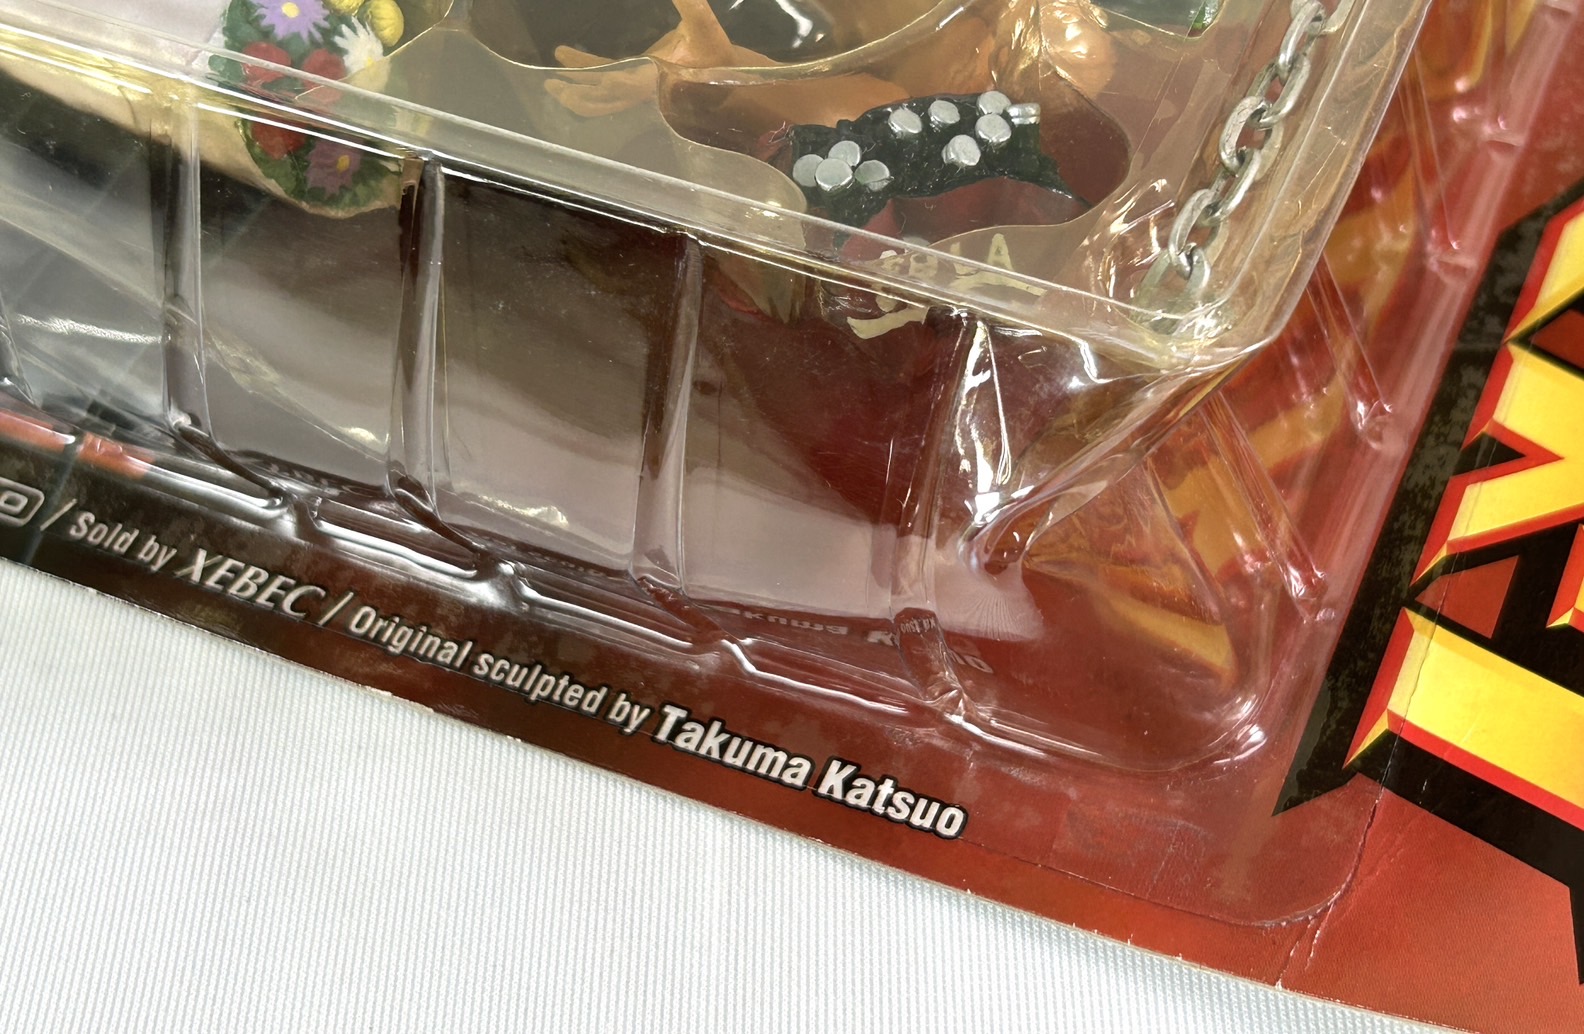 / Sold by XEBEC / Original sculpted by Takuma Katsuo